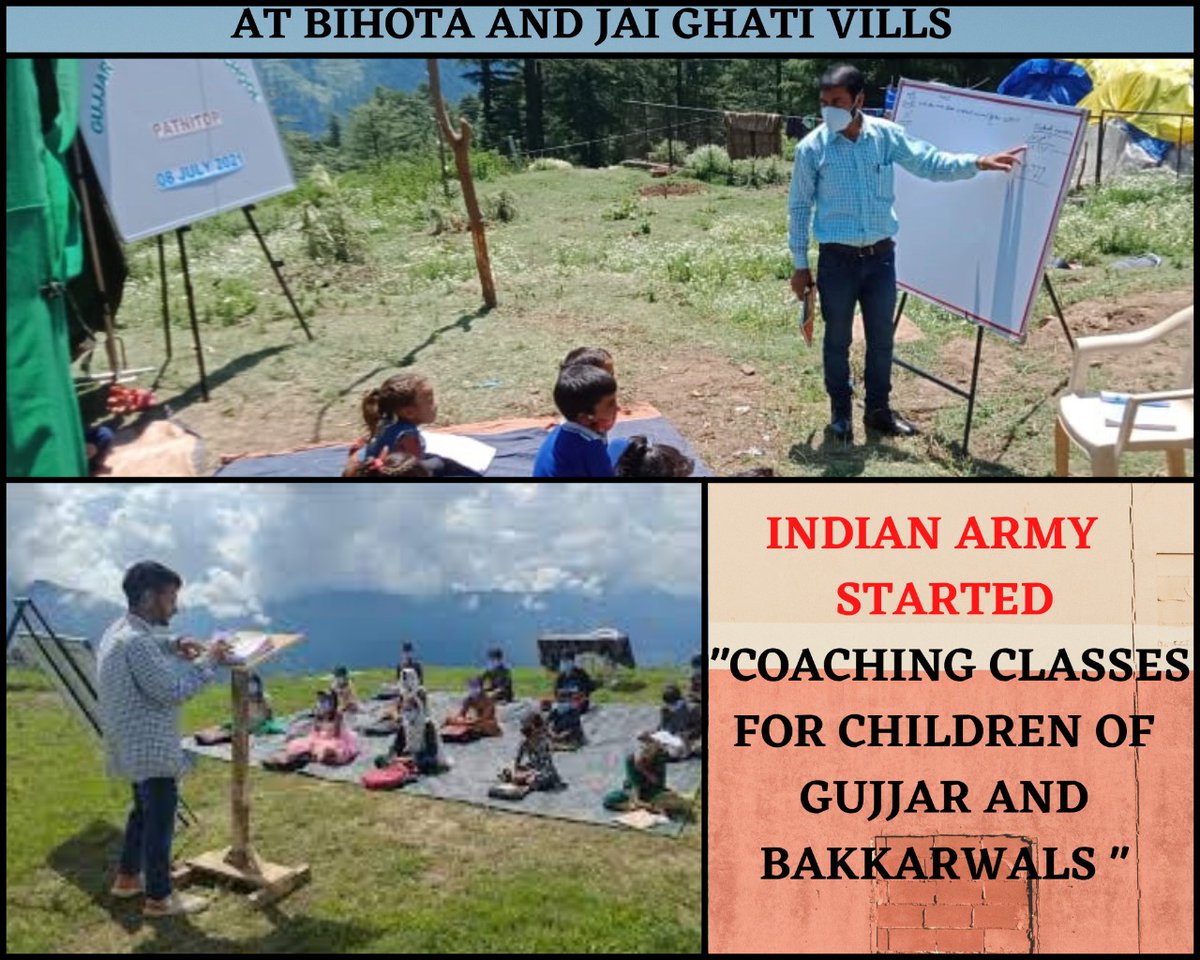 AT BIHOTA AND JAI GHATI VILLS
GUJJAR
PATNITOP
08 JULY 2021
INDIAN ARMY
STARTED
"COACHING CLASSES
FOR CHILDREN OF
GUJJAR AND
BAKKARWALS "